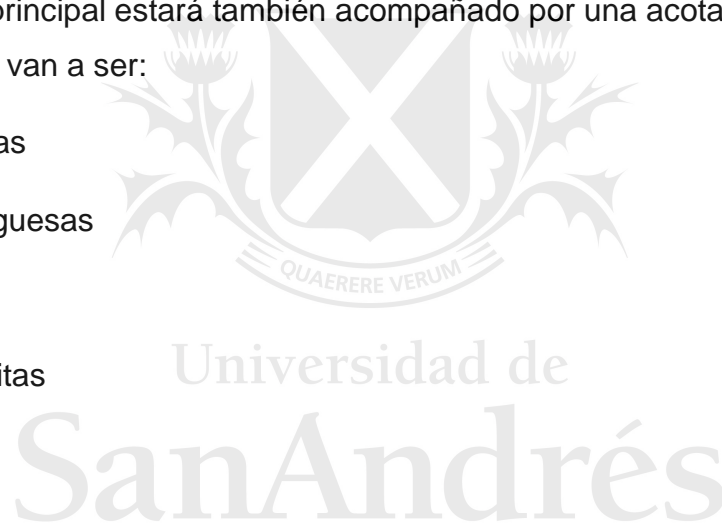 principal estará también acompañado por una acota
van a ser:
as
guesas
QUAERERE VERUM
itas
Universidad de
SanAndrés